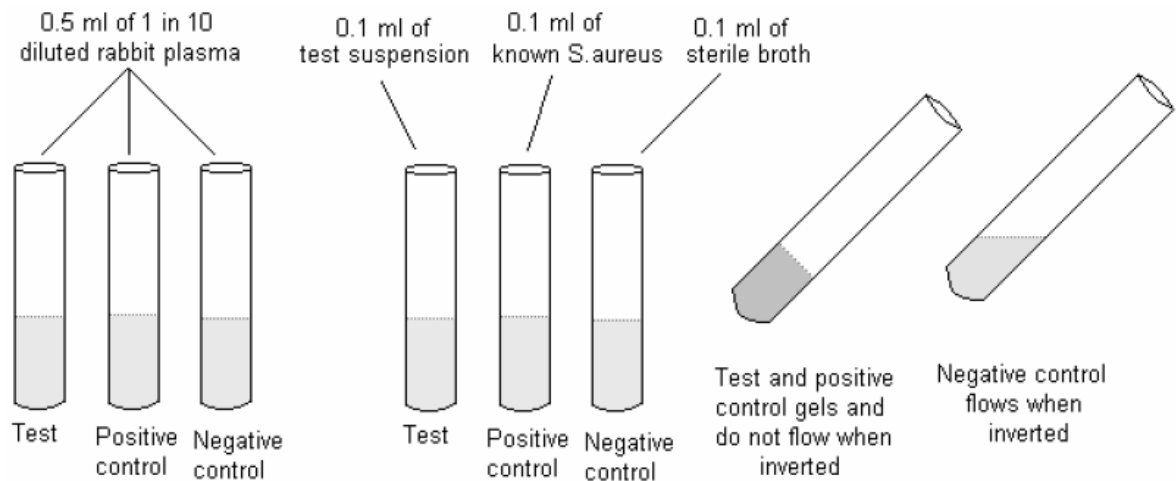 0.5 ml of 1 in 10
diluted rabbit plasma
0.1 ml of
test suspension
0.1 ml of
known S. aureus
0.1 ml of
sterile broth
Test
Positive
control
Negative
control
Test
Positive
control
Negative
control
Test and positive
control gels and
do not flow when
inverted
Negative control
flows when
inverted